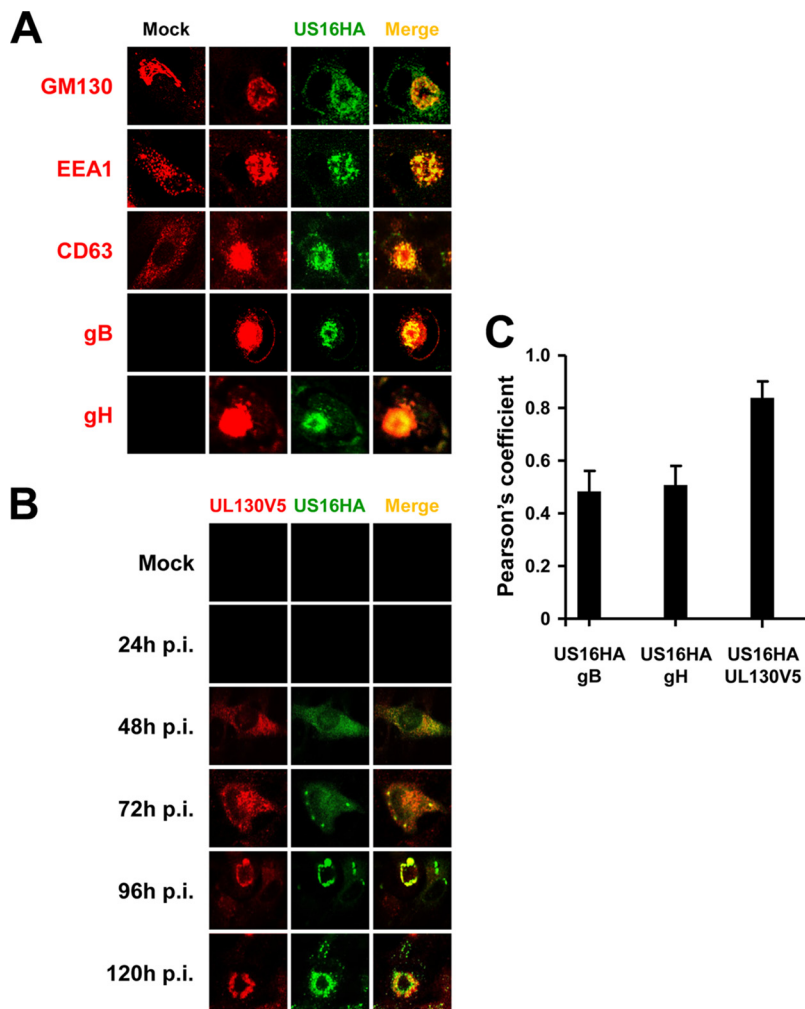 A
Mock US16HA Merge
GM130
EEA1
CD63
gB
gH
B
UL130V5 US16HA Merge
Mock
24h p.i.
48h p.i.
72h p.i.
96h p.i.
120h p.i.
C
Pearson's coefficient
1.0
0.8
0.6
0.4
0.2
0
US16HA US16HA US16HA
gB gH UL130V5